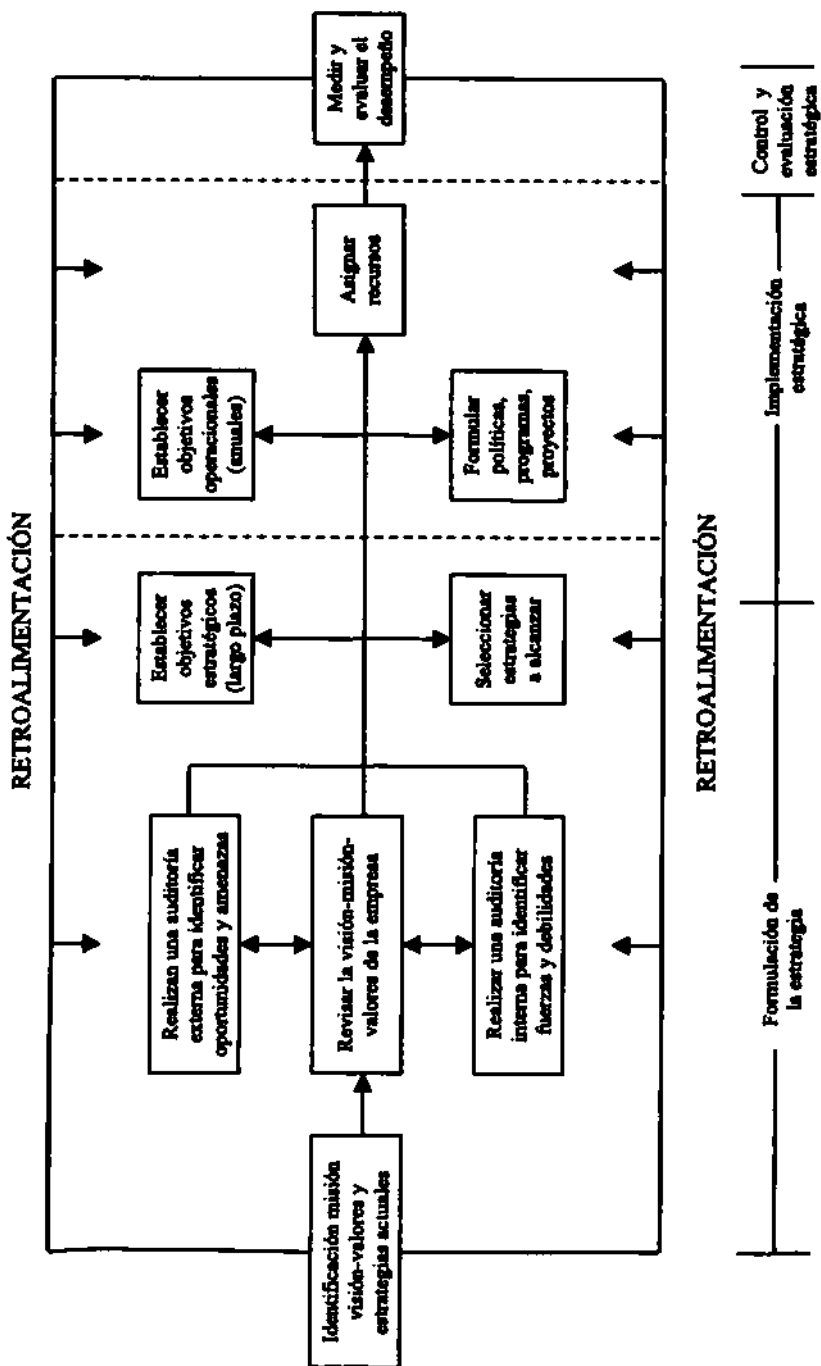 RETROALIMENTACIÓN
Identificación misión
visión-valores y
estrategias actuales
Realizan una auditoría
externa para identificar
oportunidades y amenazas
Revisar la visión-misión-
valores de la empresa
Realizar una auditoría
interna para identificar
fuerzas y debilidades
Establecer
objetivos
estratégicos
(largo plazo)
Seleccionar
estrategias
a alcanzar
Establecer
objetivos
operacionales
(anuales)
Formular
políticas,
programas,
proyectos
Asignar
recursos
Medir y
evaluar el
desempeño
RETROALIMENTACIÓN
Formulación de
la estrategia
Implementación
estratégica
Control y
evaluación
estratégica